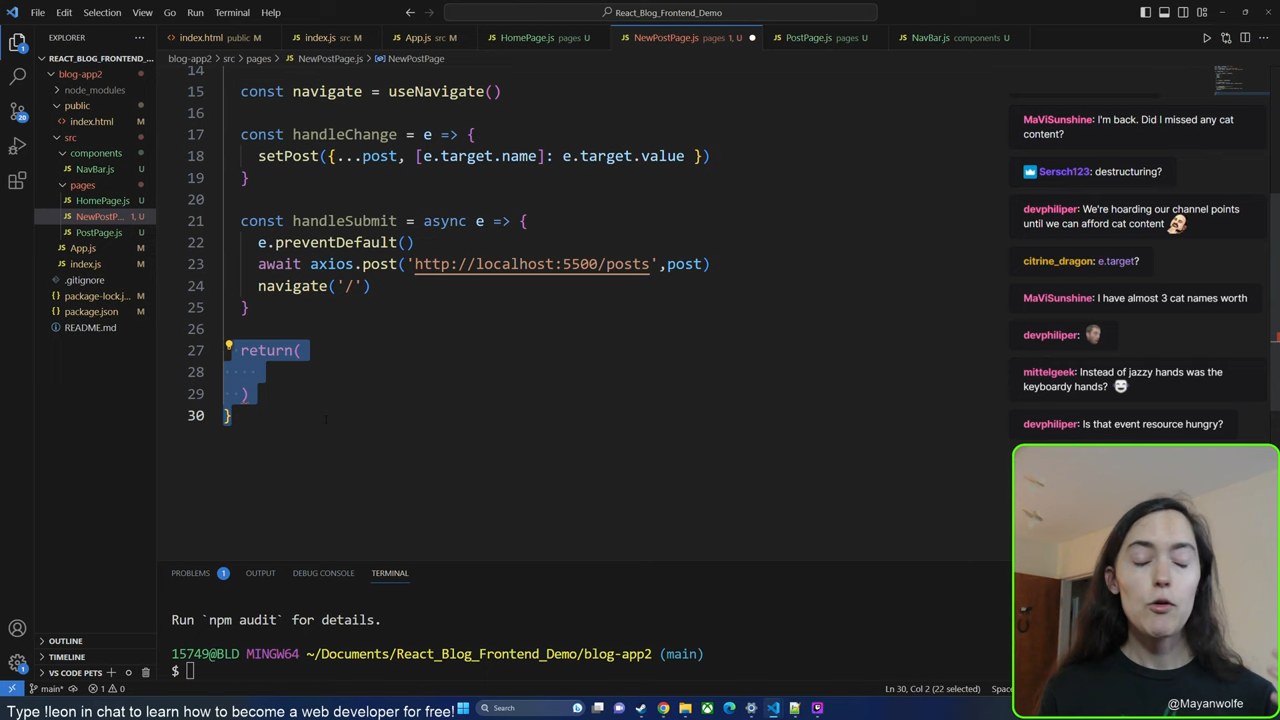 File Edit Selection View Go Run Terminal Help
React_Blog_Frontend_Demo
EXPLORER
REACT_BLOG_FRONTEND_...
blog-app2
node_modules
public
index.html U
src
components
NavBar.js U
pages
HomePage.js U
NewPostP... 1, U
PostPage.js U
App.js M
index.js M
.gitignore
package-lock.j... M
package.json M
README.md
OUTLINE
TIMELINE
VS CODE PETS
index.html public M
index.js src M
App.js src M
HomePage.js pages U
NewPostPage.js pages 1, U
PostPage.js pages U
NavBar.js components U
blog-app2 > src > pages > NewPostPage.js > NewPostPage
14
15 const navigate = useNavigate()
16
17 const handleChange = e => {
18 setPost({...post, [e.target.name]: e.target.value })
19 }
20
21 const handleSubmit = async e => {
22 e.preventDefault()
23 await axios.post('http://localhost:5500/posts',post)
24 navigate('/')
25 }
26
27 return(
28
29 )
30 }
MaViSunshine: I'm back. Did I missed any cat
content?
Sersch123: destructuring?
devphiliper: We're hoarding our channel points
until we can afford cat content
citrine_dragon: e.target?
MaViSunshine: I have almost 3 cat names worth
devphiliper:
mittelgeek: Instead of jazzy hands was the
keyboardy hands?
devphiliper: Is that event resource hungry?
PROBLEMS 1 OUTPUT DEBUG CONSOLE TERMINAL
Run `npm audit` for details.
15749@BLD MINGW64 ~/Documents/React_Blog_Frontend_Demo/blog-app2 (main)
$
main* 1 0
Ln 30, Col 2 (22 selected)
@Mayanwolfe
Type !leon in chat to learn how to become a web developer for free!
Search